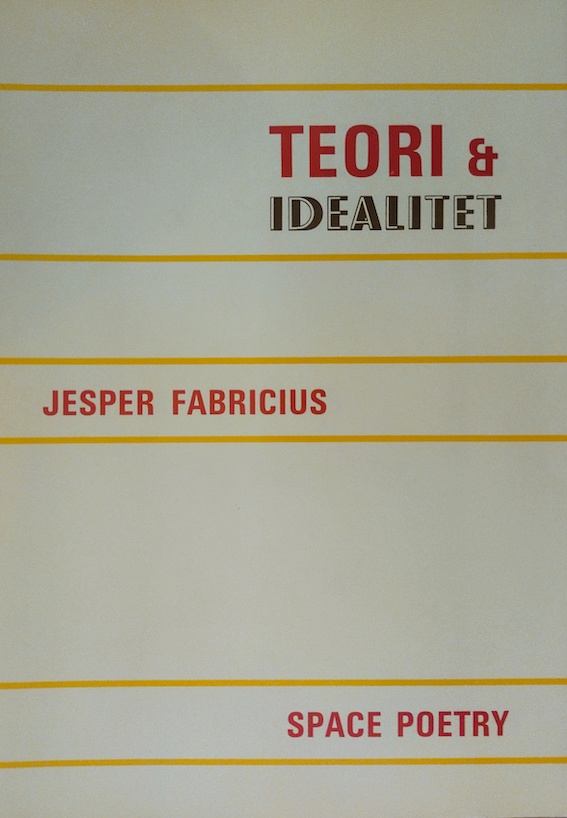 TEORI &
IDEALITET
JESPER FABRICIUS
SPACE POETRY